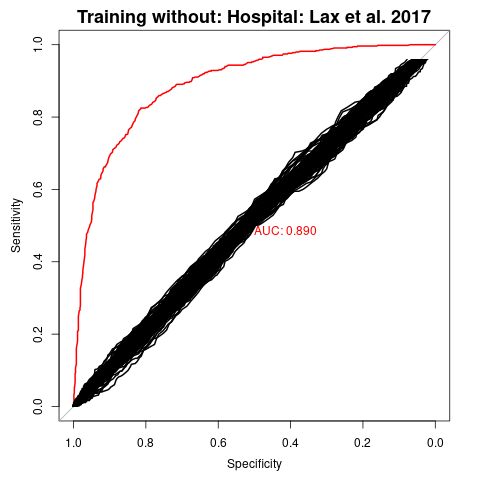 Training without: Hospital: Lax et al. 2017
Sensitivity
1.0
0.8
0.6
0.4
0.2
0.0
AUC: 0.890
1.0 0.8 0.6 0.4 0.2 0.0
Specificity